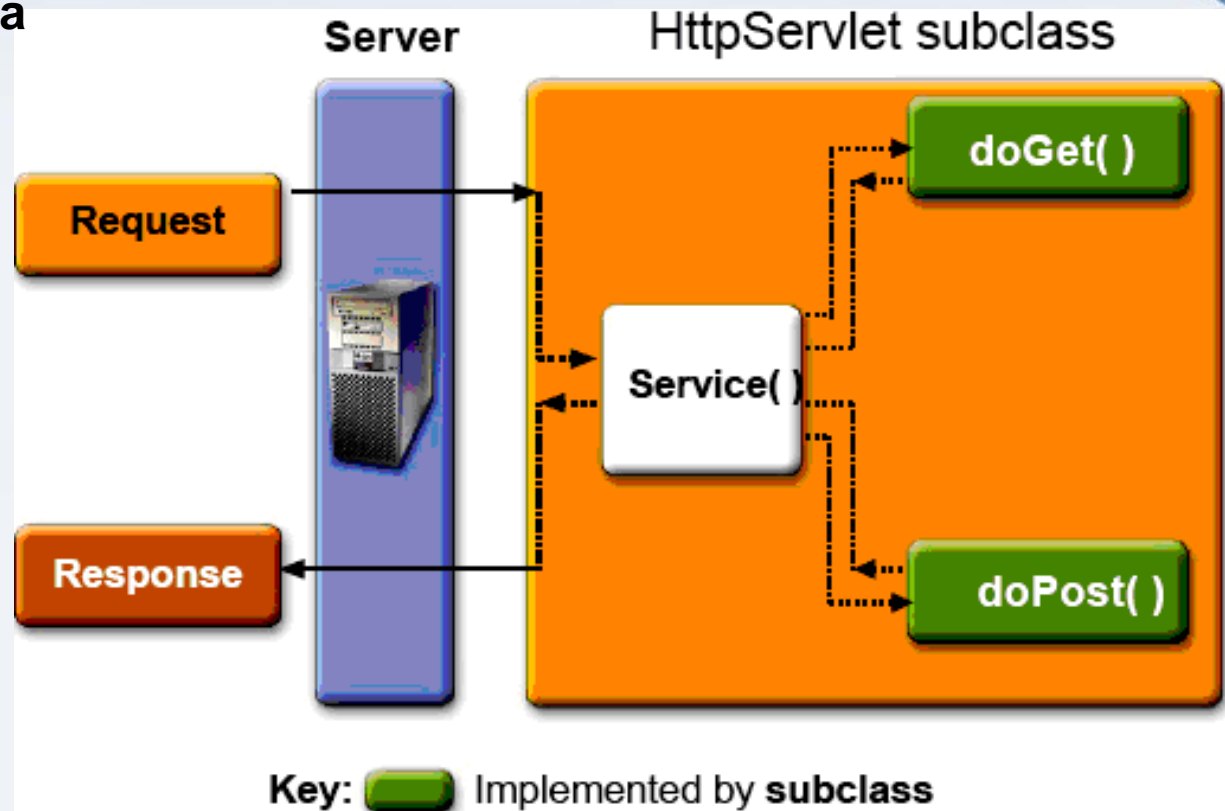 a
Server
HttpServlet subclass
doGet( )
Request
Service( )
Response
doPost( )
Key: Implemented by subclass